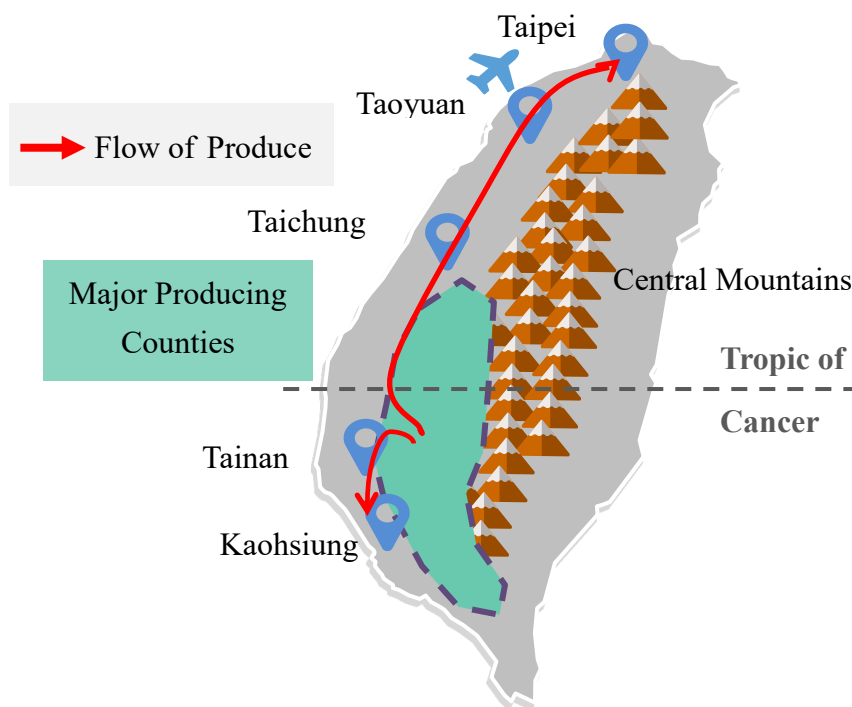 Taipei
Taoyuan
Flow of Produce
Taichung
Major Producing
Counties
Central Mountains
Tropic of
Cancer
Tainan
Kaohsiung